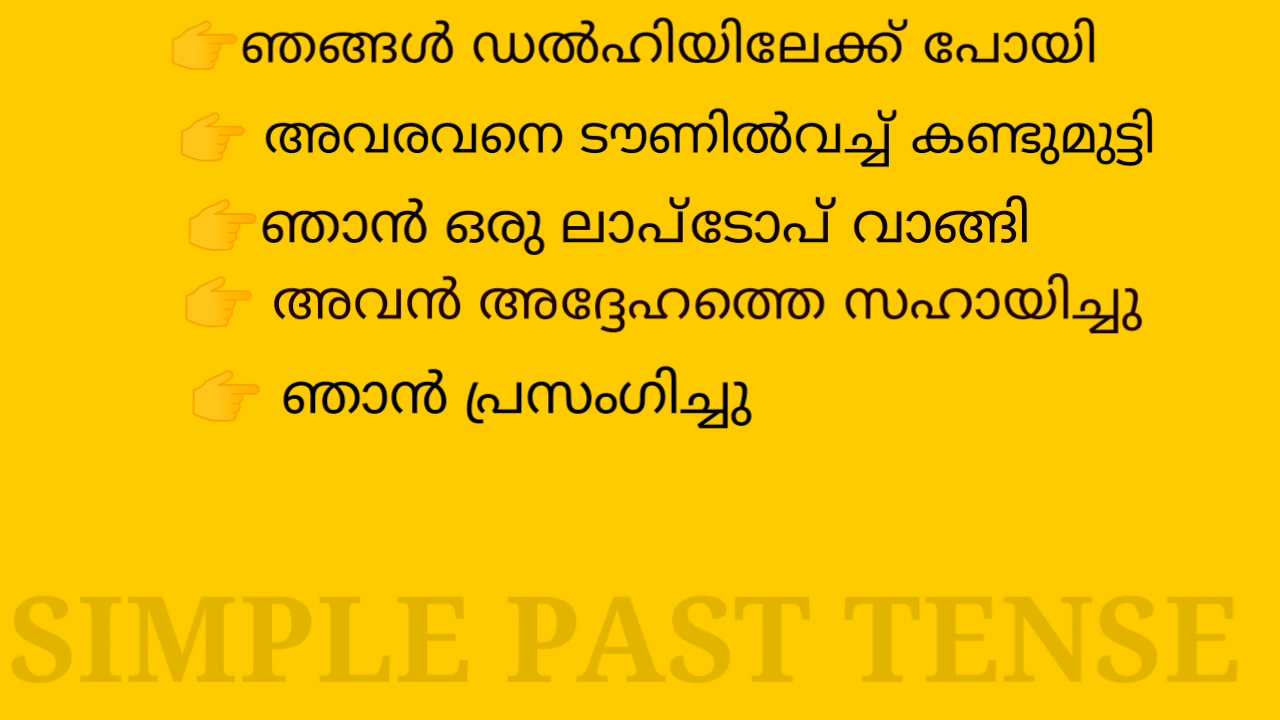 👉ഞങ്ങൾ ഡൽഹിയിലേക്ക് പോയി
👉 അവരവനെ ടൗണിൽവച്ച് കണ്ടുമുട്ടി
👉ഞാൻ ഒരു ലാപ്ടോപ് വാങ്ങി
👉 അവൻ അദ്ദേഹത്തെ സഹായിച്ചു
👉 ഞാൻ പ്രസംഗിച്ചു
SIMPLE PAST TENSE